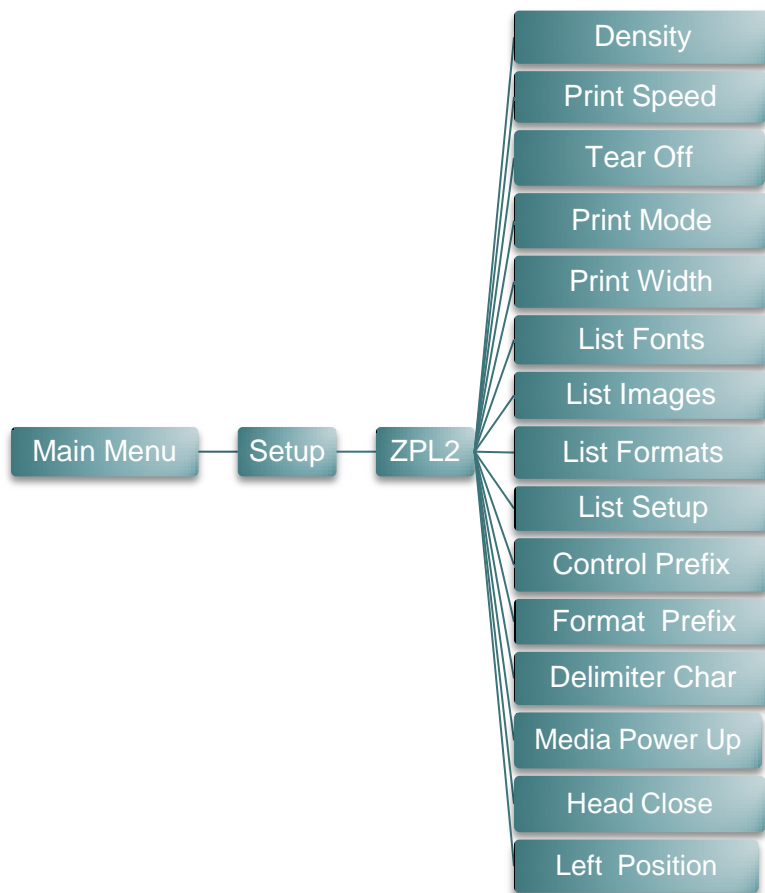 Density
Print Speed
Tear Off
Print Mode
Print Width
List Fonts
List Images
Main Menu
Setup
ZPL2
List Formats
List Setup
Control Prefix
Format Prefix
Delimiter Char
Media Power Up
Head Close
Left Position